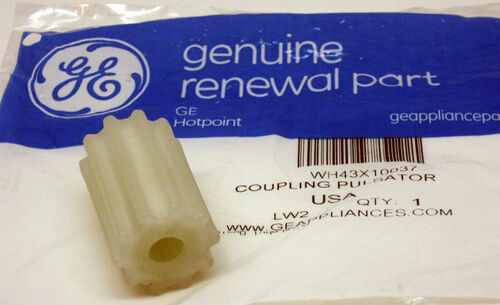 GE
genuine
renewal part
GE
Hotpoint
geappliancepa
WH43X10037
COUPLING PULSATOR
USA QTY: 1
LW2
WWW.GEAPPLIANCES.COM